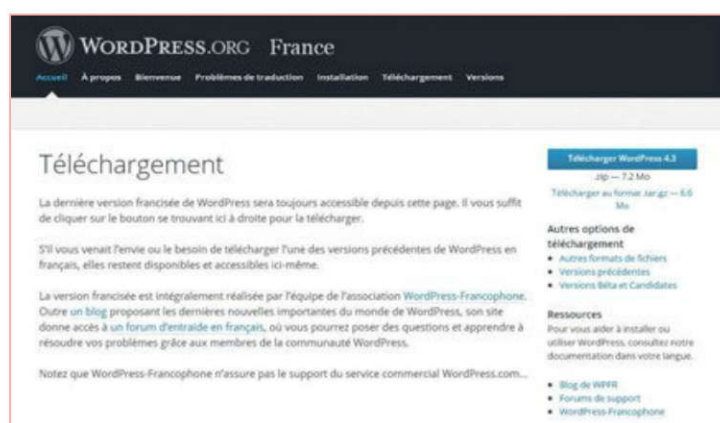 WORDPRESS.ORG France
Accueil À propos Bienvenue Problèmes de traduction Installation Téléchargement Versions
Téléchargement
La dernière version francisée de WordPress sera toujours accessible depuis cette page. Il vous suffit
de cliquer sur le bouton se trouvant ici à droite pour la télécharger.
S'il vous venait l'envie ou le besoin de télécharger l'une des versions précédentes de WordPress en
français, elles restent disponibles et accessibles ici-même.
La version francisée est intégralement réalisée par l'équipe de l'association WordPress-Francophone.
Outre un blog proposant les dernières nouvelles importantes du monde de WordPress, son site
donne accès à un forum d'entraide en français, où vous pourrez poser des questions et apprendre à
résoudre vos problèmes grâce aux membres de la communauté WordPress.
Notez que WordPress-Francophone n'assure pas le support du service commercial WordPress.com...
Télécharger WordPress 4.3
.zip — 7.2 Mo
Télécharger au format .tar.gz — 6.6
Mo
Autres options de
téléchargement
Autres formats de fichiers
Versions précédentes
Versions Béta et Candidates
Ressources
Pour vous aider à installer ou
utiliser WordPress, consultez notre
documentation dans votre langue.
Blog de WPFR
Forums de support
WordPress-Francophone